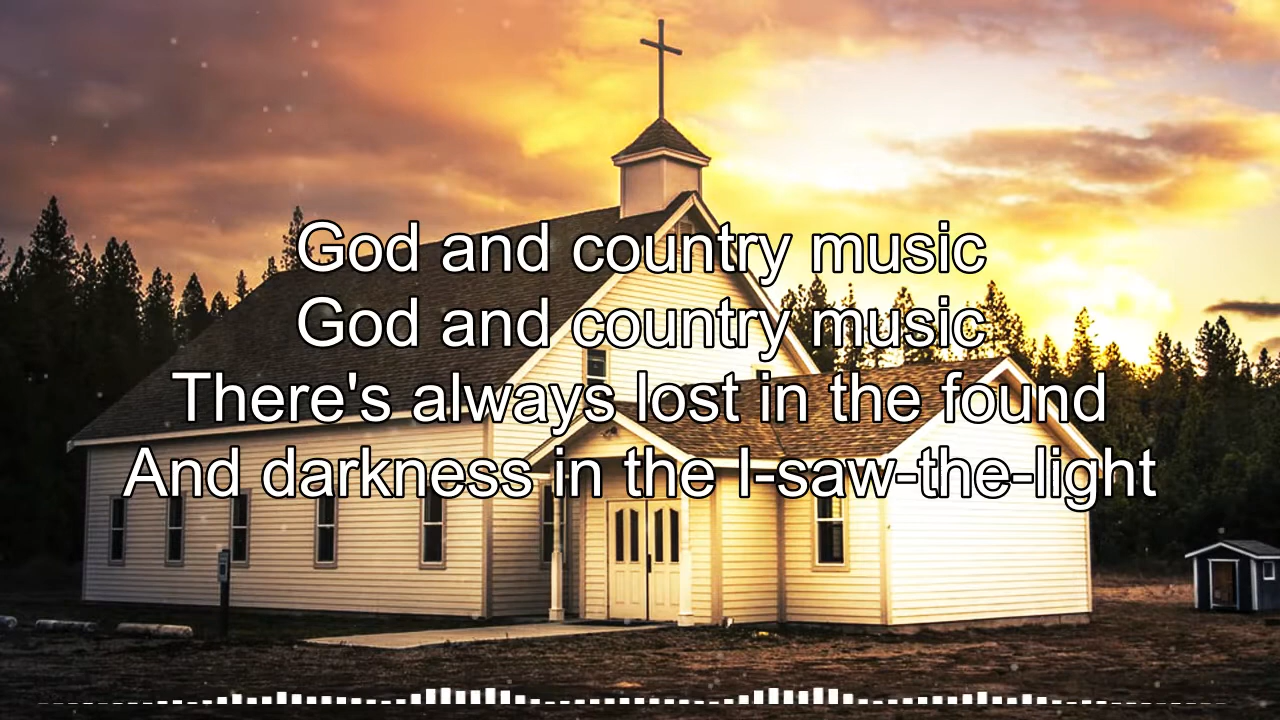 God and country music
God and country music
There's always lost in the found
And darkness in the I-saw-the-light